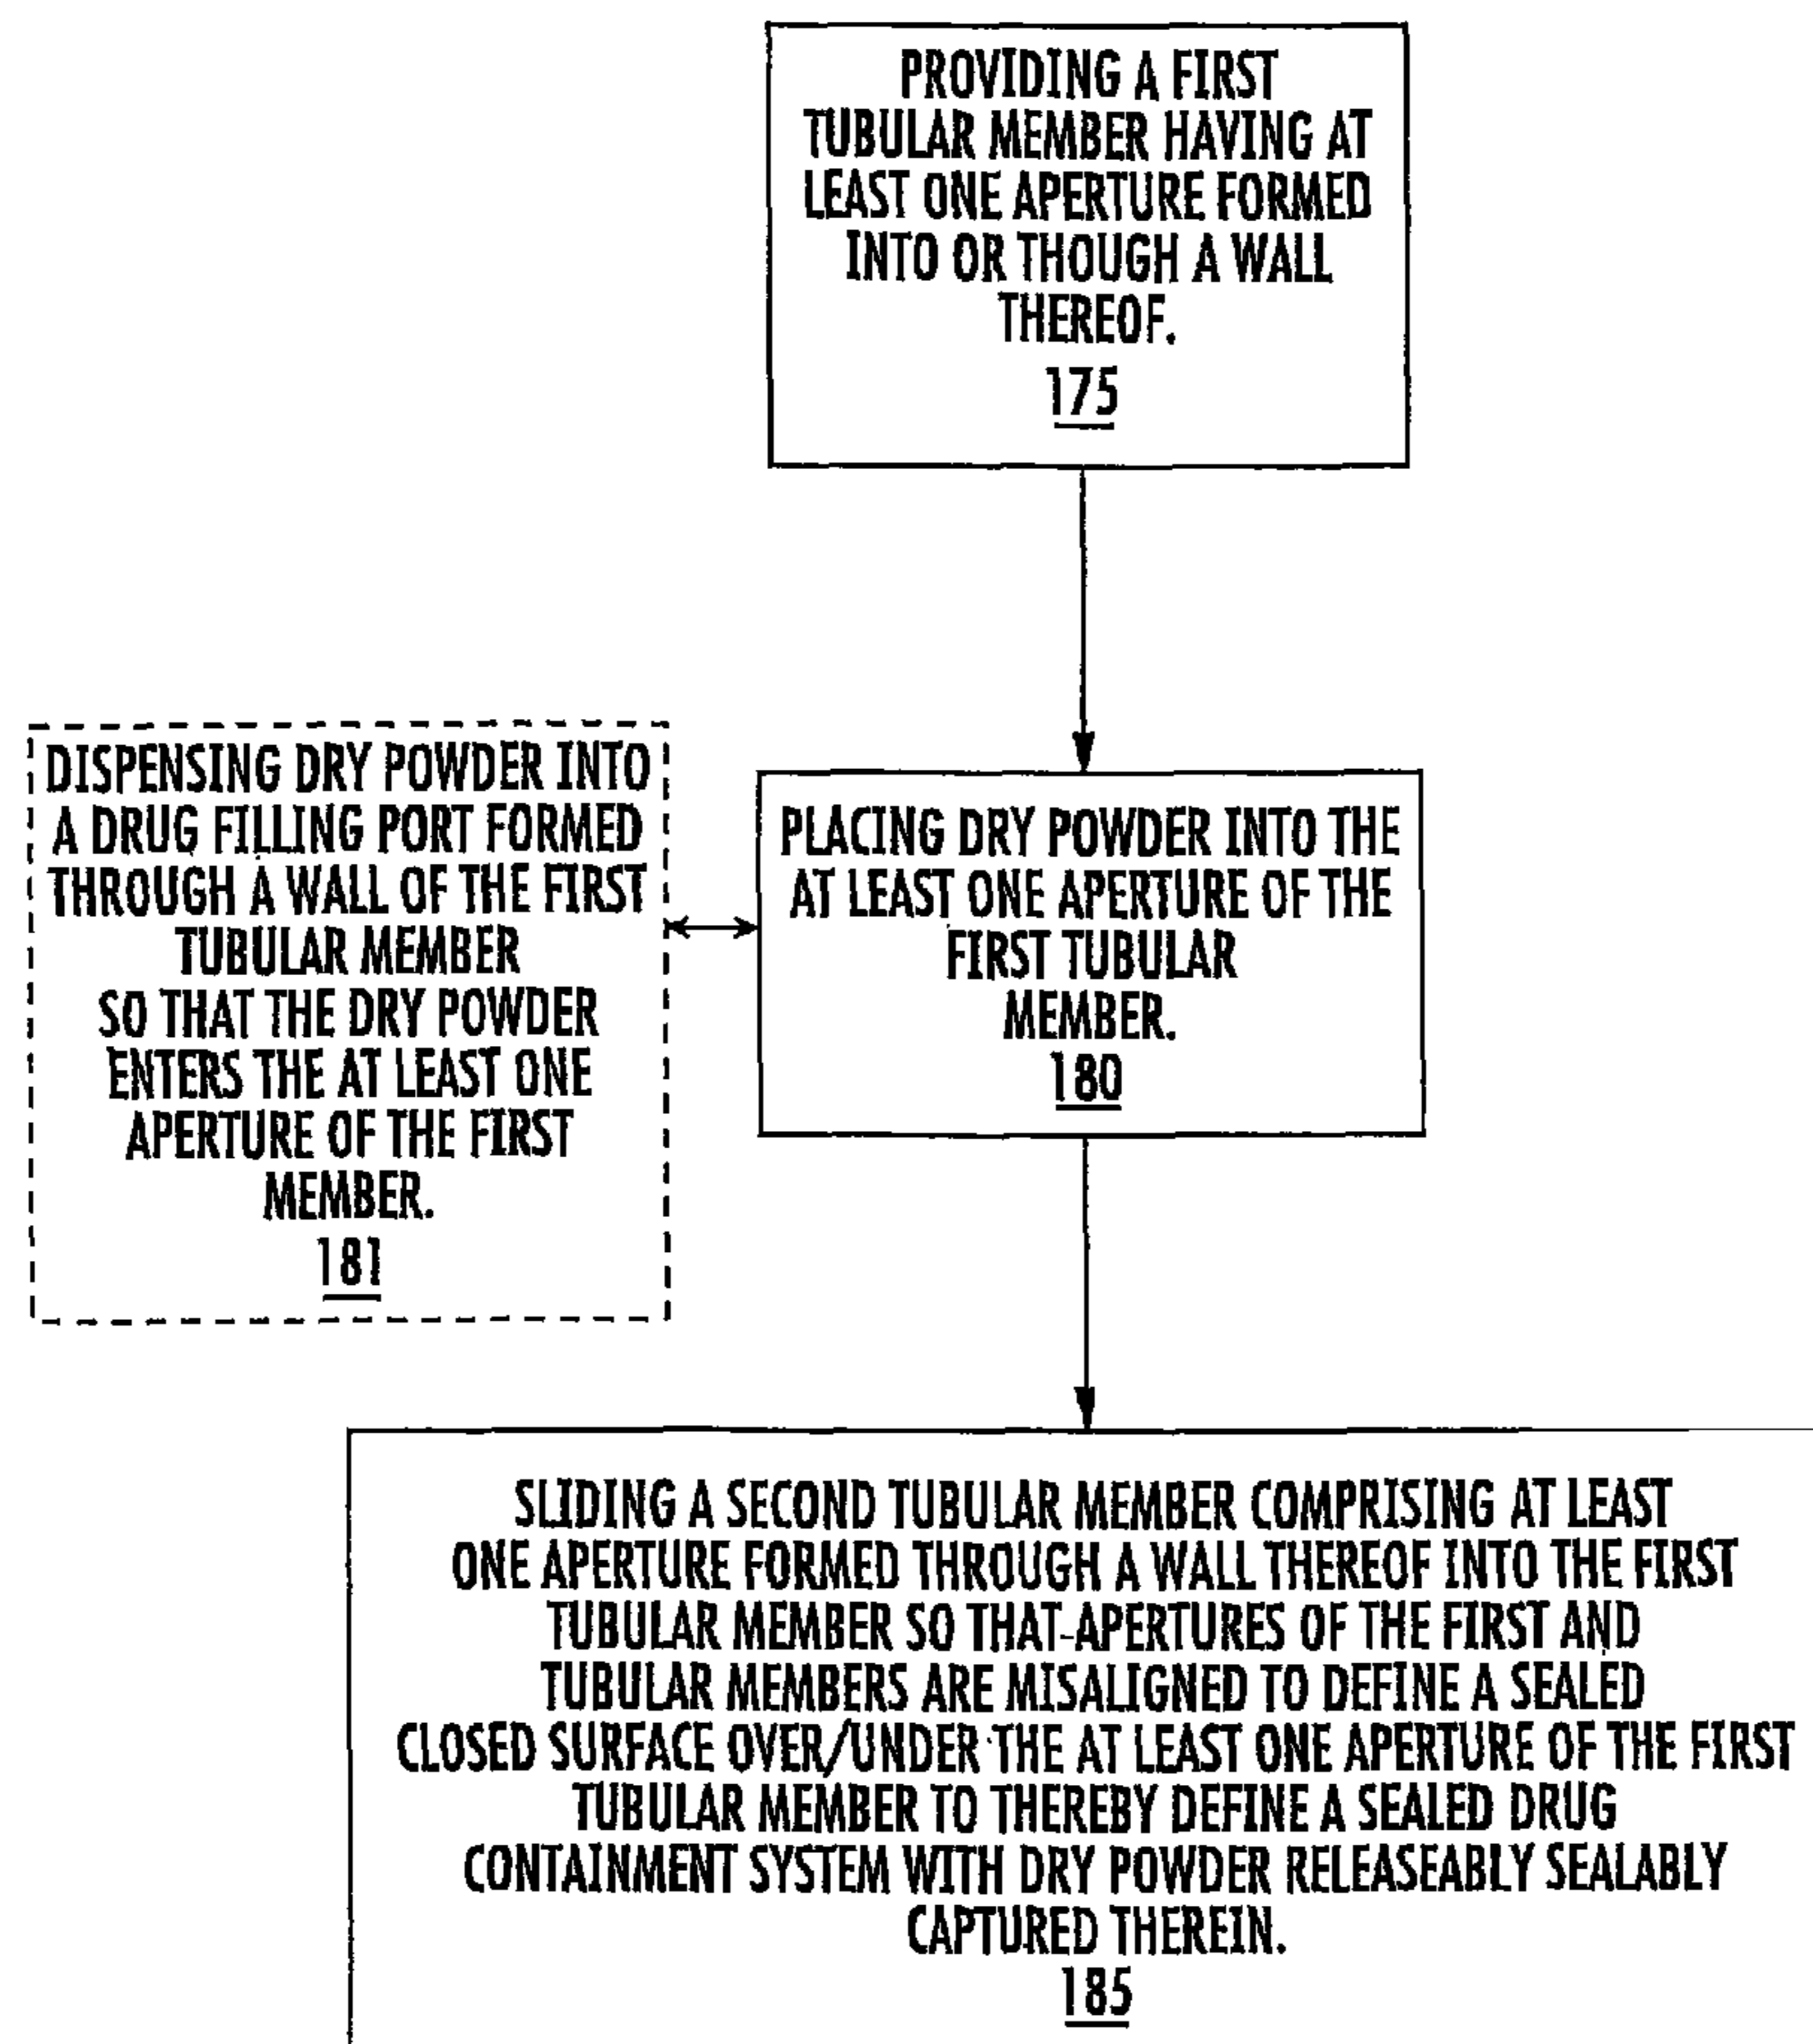 PROVIDING A FIRST
TUBULAR MEMBER HAVING AT
LEAST ONE APERTURE FORMED
INTO OR THOUGH A WALL
THEREOF.
175
DISPENSING DRY POWDER INTO
A DRUG FILLING PORT FORMED
THROUGH A WALL OF THE FIRST
TUBULAR MEMBER
SO THAT THE DRY POWDER
ENTERS THE AT LEAST ONE
APERTURE OF THE FIRST
MEMBER.
181
PLACING DRY POWDER INTO THE
AT LEAST ONE APERTURE OF THE
FIRST TUBULAR
MEMBER.
180
SLIDING A SECOND TUBULAR MEMBER COMPRISING AT LEAST
ONE APERTURE FORMED THROUGH A WALL THEREOF INTO THE FIRST
TUBULAR MEMBER SO THAT APERTURES OF THE FIRST AND
TUBULAR MEMBERS ARE MISALIGNED TO DEFINE A SEALED
CLOSED SURFACE OVER/UNDER THE AT LEAST ONE APERTURE OF THE FIRST
TUBULAR MEMBER TO THEREBY DEFINE A SEALED DRUG
CONTAINMENT SYSTEM WITH DRY POWDER RELEASEABLY SEALABLY
CAPTURED THEREIN.
185